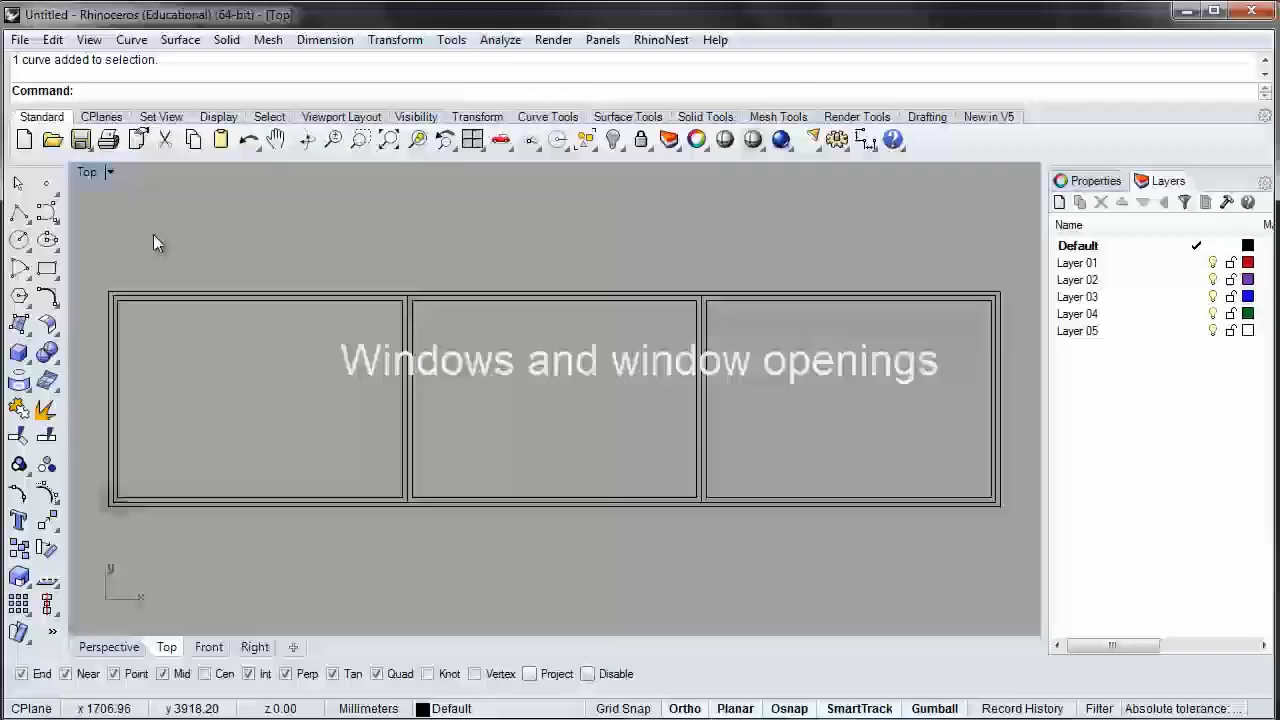 Untitled - Rhinoceros (Educational) (64-bit) - [Top]
File Edit View Curve Surface Solid Mesh Dimension Transform Tools Analyze Render Panels RhinoNest Help
1 curve added to selection.
Command:
Standard CPlanes Set View Display Select Viewport Layout Visibility Transform Curve Tools Surface Tools Solid Tools Mesh Tools Render Tools Drafting New in V5
Top
Properties Layers
Name
Default
Layer 01
Layer 02
Layer 03
Layer 04
Layer 05
Windows and window openings
y
x
Perspective Top Front Right
End Near Point Mid Cen Int Perp Tan Quad Knot Vertex Project Disable
CPlane x 1706.96 y 3918.20 z 0.00 Millimeters Default Grid Snap Ortho Planar Osnap SmartTrack Gumball Record History Filter Absolute tolerance: ...